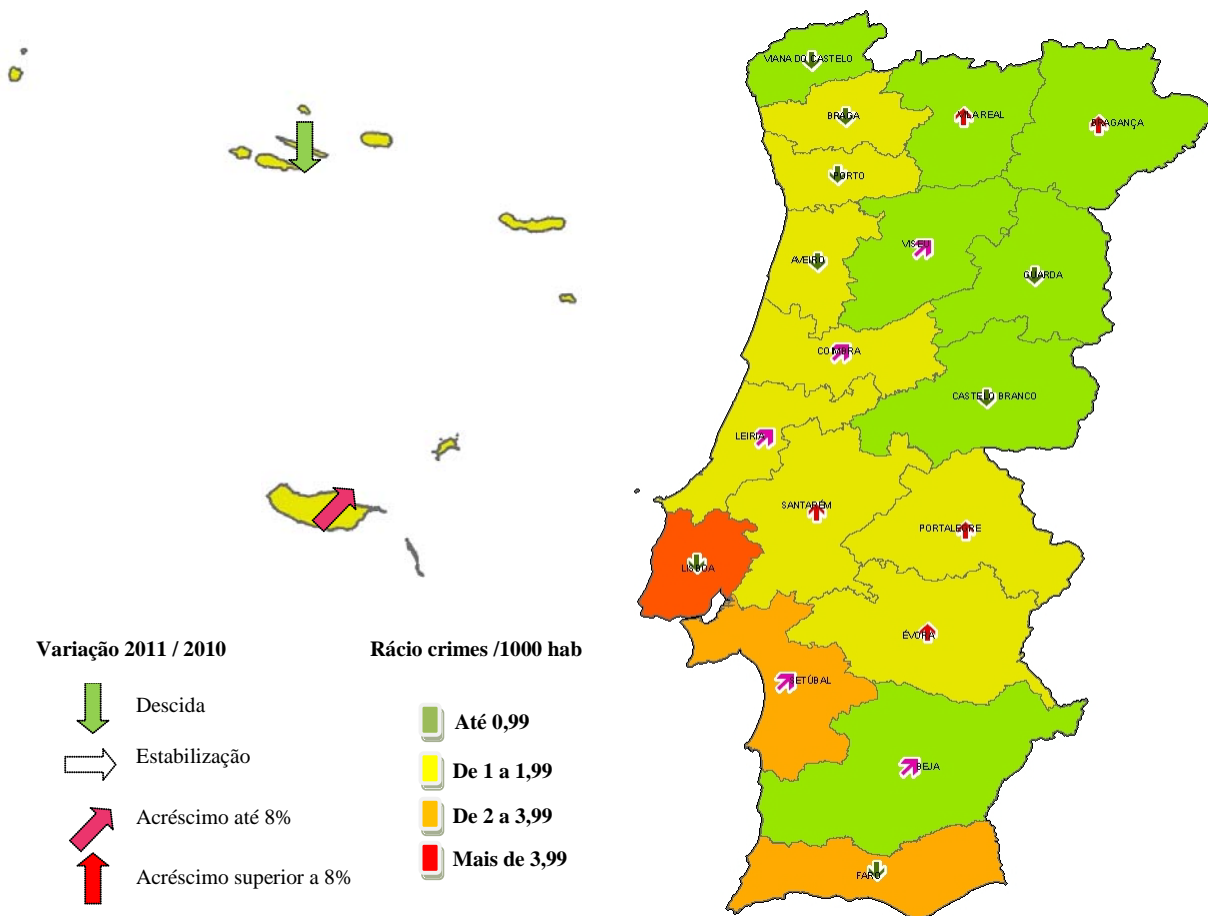 VIANA DO CASTELO
BRAGA
VILA REAL
BRAGANÇA
PORTO
VISEU
AVEIRO
GUARDA
COIMBRA
CASTELO BRANCO
LEIRIA
SANTARÉM
PORTALEGRE
LISBOA
ÉVORA
SETÚBAL
BEJA
FARO
Variação 2011 / 2010
Descida
Estabilização
Acréscimo até 8%
Acréscimo superior a 8%
Rácio crimes /1000 hab
Até 0,99
De 1 a 1,99
De 2 a 3,99
Mais de 3,99